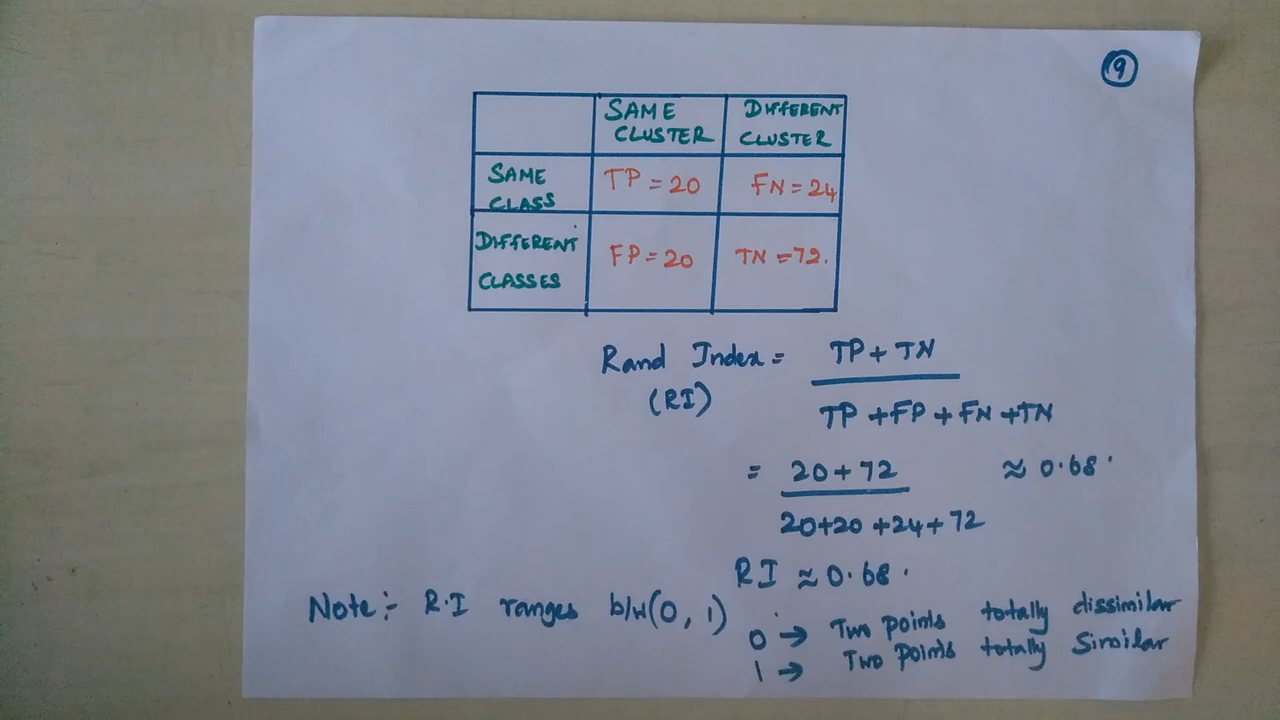 9
SAME CLUSTER
DIFFERENT CLUSTER
SAME CLASS
TP = 20
FN = 24
DIFFERENT CLASSES
FP = 20
TN = 72.
Rand Index = TP + TN
(RI)
TP + FP + FN + TN
= 20 + 72 ≈ 0.68.
20+20 +24+72
RI ≈ 0.68.
Note :- R.I ranges b/w (0, 1)
0 → Two points totally dissimilar
1 → Two points totally Similar